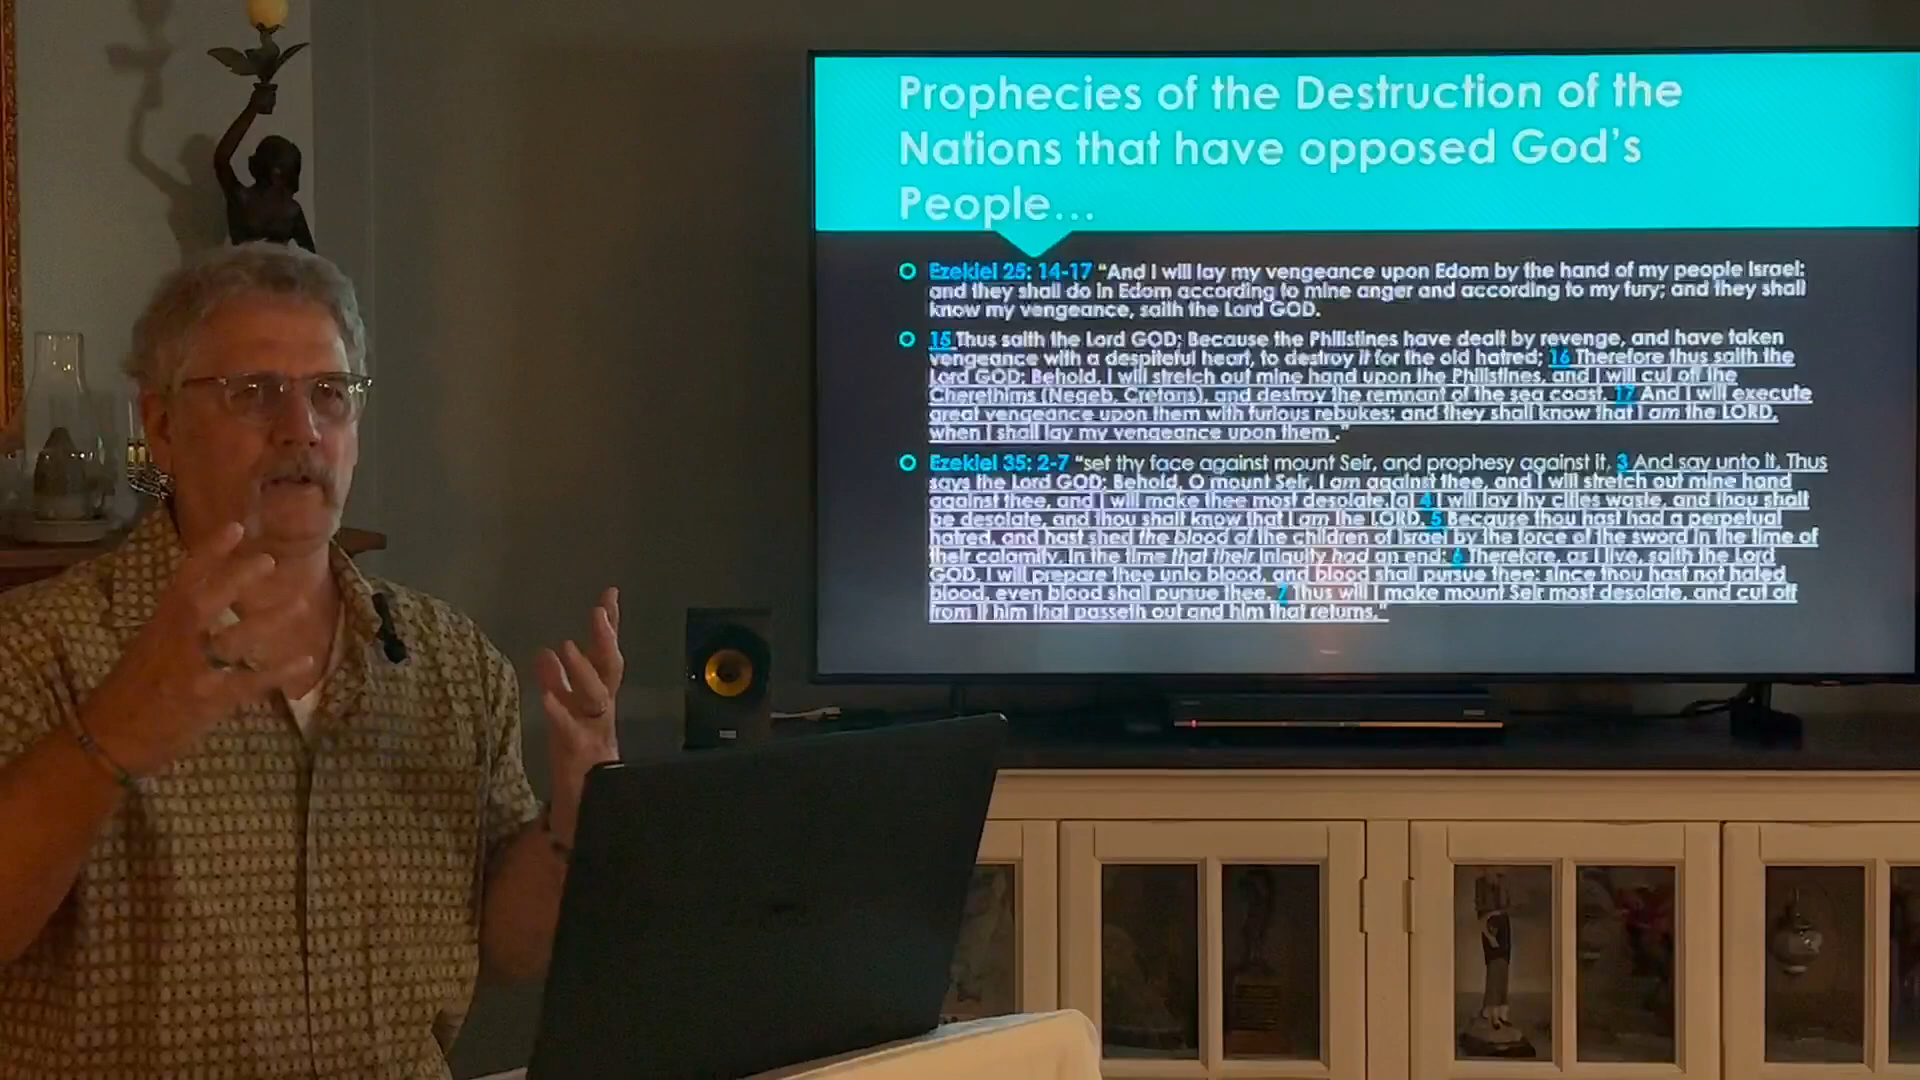 Prophecies of the Destruction of the
Nations that have opposed God's
People...
Ezekiel 25: 14-17 "And I will lay my vengeance upon Edom by the hand of my people Israel:
and they shall do in Edom according to mine anger and according to my fury; and they shall
know my vengeance, saith the Lord GOD.
15 Thus saith the Lord GOD; Because the Philistines have dealt by revenge, and have taken
vengeance with a despiteful heart, to destroy it for the old hatred; 16 Therefore thus saith the
Lord GOD; Behold, I will stretch out mine hand upon the Philistines, and I will cut off the
Cherethims (Negeb, Cretans), and destroy the remnant of the sea coast. 17 And I will execute
great vengeance upon them with furious rebukes; and they shall know that I am the LORD,
when I shall lay my vengeance upon them ."
Ezekiel 35: 2-7 "set thy face against mount Seir, and prophesy against it, 3 And say unto it, Thus
says the Lord GOD; Behold, O mount Seir, I am against thee, and I will stretch out mine hand
against thee, and I will make thee most desolate.[a] 4 I will lay thy cities waste, and thou shalt
be desolate, and thou shalt know that I am the LORD. 5 Because thou hast had a perpetual
hatred, and hast shed the blood of the children of Israel by the force of the sword in the time of
their calamity, in the time that their iniquity had an end: 6 Therefore, as I live, saith the Lord
GOD, I will prepare thee unto blood, and blood shall pursue thee: since thou hast not hated
blood, even blood shall pursue thee. 7 Thus will I make mount Seir most desolate, and cut off
from it him that passeth out and him that returns."